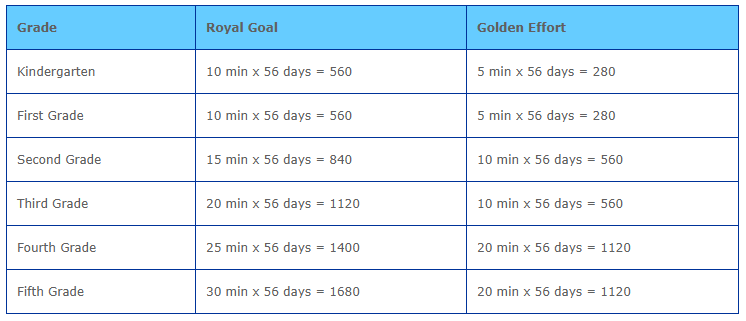 Grade Royal Goal Golden Effort
Kindergarten 10 min x 56 days = 560 5 min x 56 days = 280
First Grade 10 min x 56 days = 560 5 min x 56 days = 280
Second Grade 15 min x 56 days = 840 10 min x 56 days = 560
Third Grade 20 min x 56 days = 1120 10 min x 56 days = 560
Fourth Grade 25 min x 56 days = 1400 20 min x 56 days = 1120
Fifth Grade 30 min x 56 days = 1680 20 min x 56 days = 1120